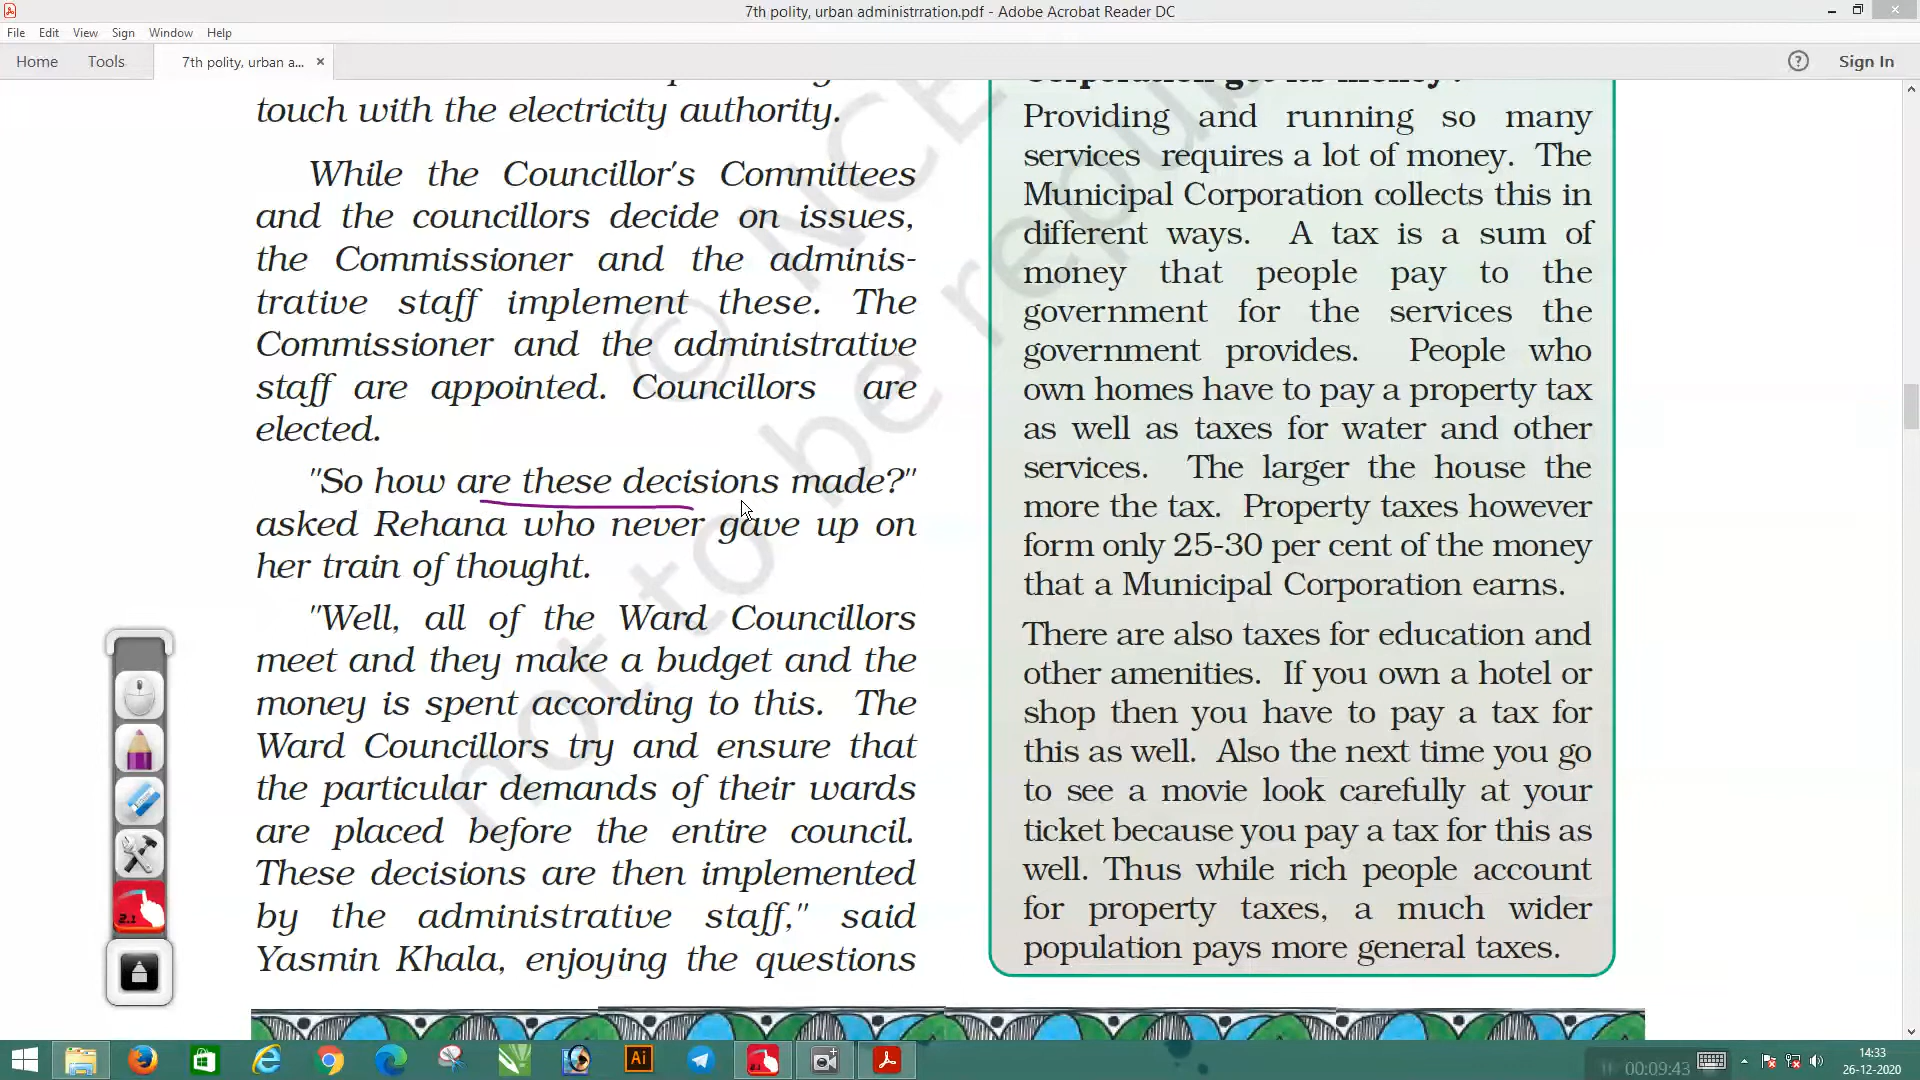 7th polity, urban administrration.pdf - Adobe Acrobat Reader DC
File Edit View Sign Window Help
Home Tools 7th polity, urban a... × Sign In
touch with the electricity authority.
While the Councillor's Committees
and the councillors decide on issues,
the Commissioner and the adminis-
trative staff implement these. The
Commissioner and the administrative
staff are appointed. Councillors are
elected.
"So how are these decisions made?"
asked Rehana who never gave up on
her train of thought.
"Well, all of the Ward Councillors
meet and they make a budget and the
money is spent according to this. The
Ward Councillors try and ensure that
the particular demands of their wards
are placed before the entire council.
These decisions are then implemented
by the administrative staff," said
Yasmin Khala, enjoying the questions
Corporation get its money?
Providing and running so many
services requires a lot of money. The
Municipal Corporation collects this in
different ways. A tax is a sum of
money that people pay to the
government for the services the
government provides. People who
own homes have to pay a property tax
as well as taxes for water and other
services. The larger the house the
more the tax. Property taxes however
form only 25-30 per cent of the money
that a Municipal Corporation earns.
There are also taxes for education and
other amenities. If you own a hotel or
shop then you have to pay a tax for
this as well. Also the next time you go
to see a movie look carefully at your
ticket because you pay a tax for this as
well. Thus while rich people account
for property taxes, a much wider
population pays more general taxes.
© NCE
not to be republ
2.1
Ai
00:09:43
14:33
26-12-2020